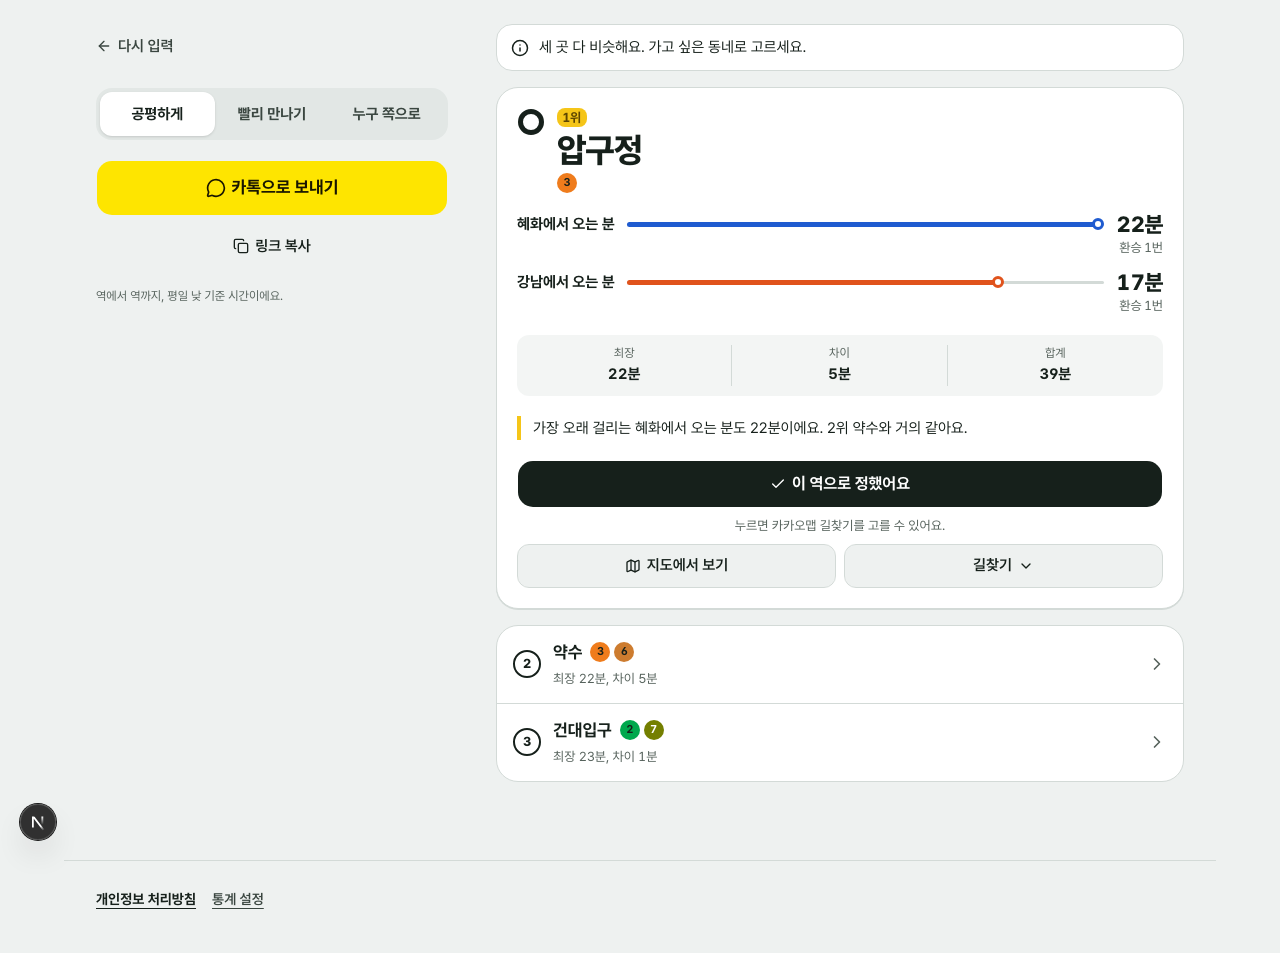 다시 입력
공평하게 빨리 만나기 누구 쪽으로
카톡으로 보내기
링크 복사
역에서 역까지, 평일 낮 기준 시간이에요.
세 곳 다 비슷해요. 가고 싶은 동네로 고르세요.
1위
압구정
3
혜화에서 오는 분 22분
환승 1번
강남에서 오는 분 17분
환승 1번
최장 차이 합계
22분 5분 39분
가장 오래 걸리는 혜화에서 오는 분도 22분이에요. 2위 약수와 거의 같아요.
이 역으로 정했어요
누르면 카카오맵 길찾기를 고를 수 있어요.
지도에서 보기 길찾기
2 약수 3 6
최장 22분, 차이 5분
3 건대입구 2 7
최장 23분, 차이 1분
N
개인정보 처리방침 통계 설정